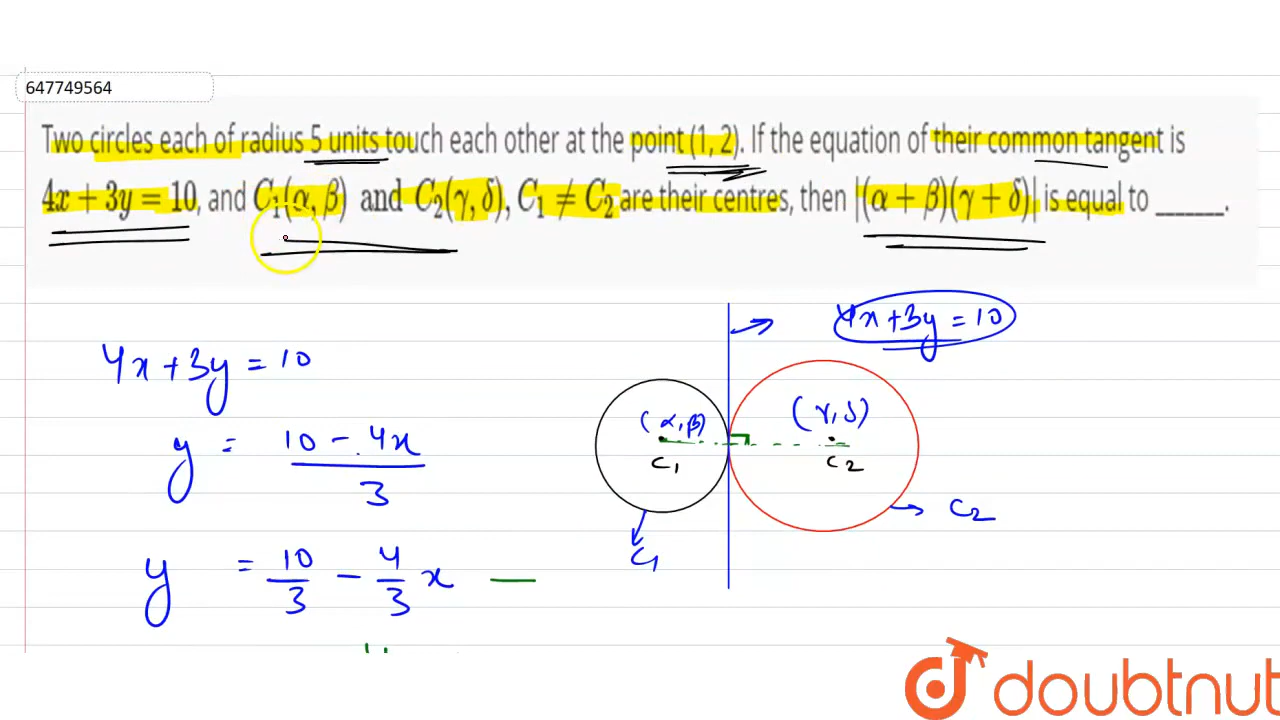 647749564
Two circles each of radius 5 units touch each other at the point (1, 2). If the equation of their common tangent is
4x + 3y = 10, and C₁(α, β) and C₂(γ, δ), C₁ ≠ C₂ are their centres, then |(α + β)(γ + δ)| is equal to _______.
4x + 3y = 10
4x + 3y = 10
y = 10 - 4x / 3
y = 10/3 - 4/3 x
(α, β)
(γ, δ)
C₁
C₂
C₂
C₁
doubtnut